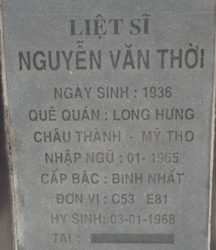 LIỆT SĨ
NGUYỄN VĂN THỜI
NGÀY SINH : 1936
QUÊ QUÁN : LONG HƯNG
CHÂU THÀNH - MỸ THO
NHẬP NGŨ : 01-1965
CẤP BẬC : BINH NHẤT
ĐƠN VỊ : C53 E81
HY SINH: 03-01-1968
TẠI :